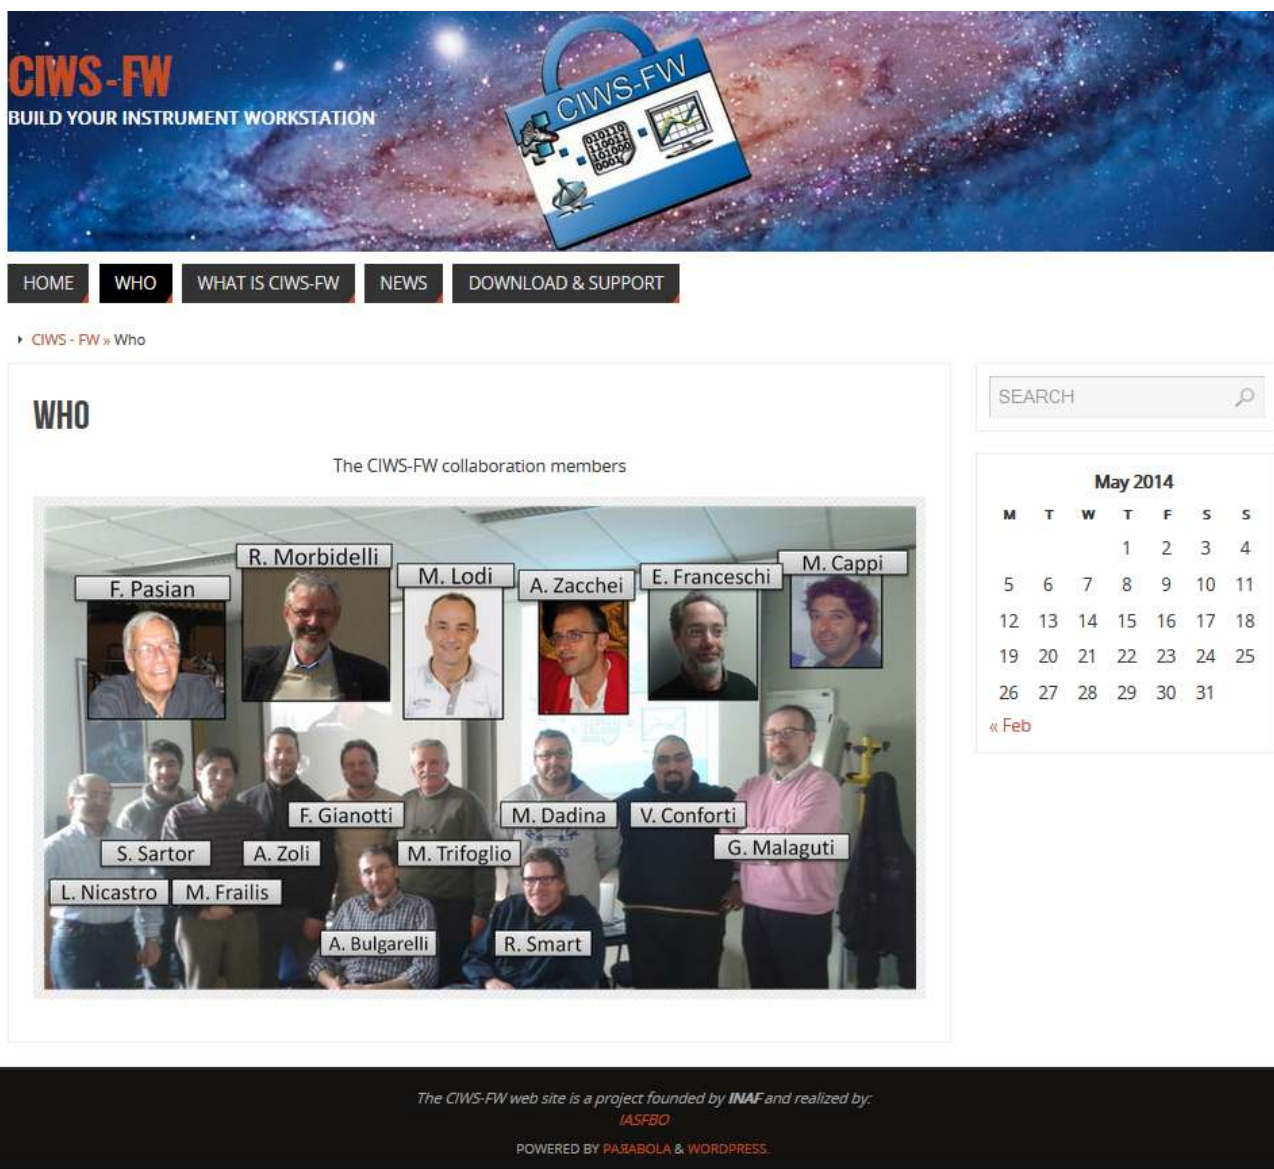 CIWS-FW
BUILD YOUR INSTRUMENT WORKSTATION
CIWS-FW
010110
110011
101000
0001
HOME
WHO
WHAT IS CIWS-FW
NEWS
DOWNLOAD & SUPPORT
CIWS - FW » Who
WHO
The CIWS-FW collaboration members
F. Pasian
R. Morbidelli
M. Lodi
A. Zacchei
E. Franceschi
M. Cappi
F. Gianotti
M. Dadina
V. Conforti
S. Sartor
A. Zoli
M. Trifoglio
G. Malaguti
L. Nicastro
M. Frailis
A. Bulgarelli
R. Smart
SEARCH
May 2014
M T W T F S S
1 2 3 4
5 6 7 8 9 10 11
12 13 14 15 16 17 18
19 20 21 22 23 24 25
26 27 28 29 30 31
« Feb
The CIWS-FW web site is a project founded by INAF and realized by:
IASFBO
POWERED BY PAЯABOLA & WORDPRESS.